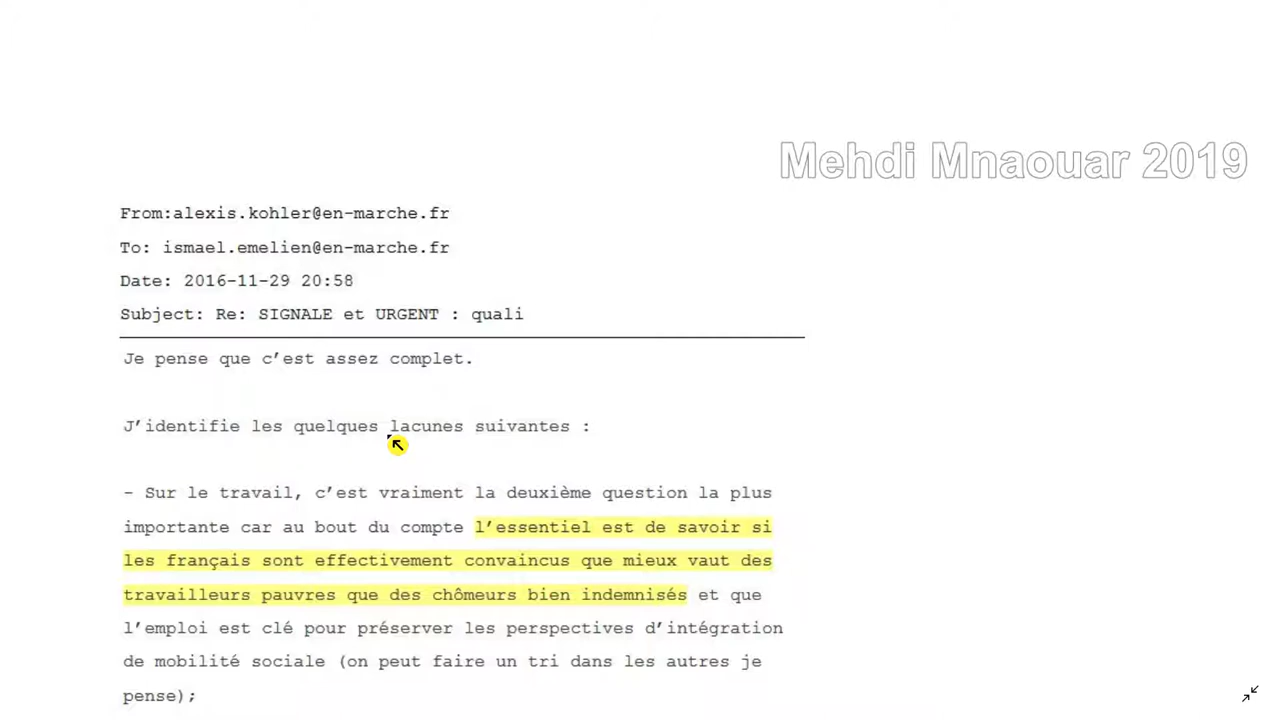 Mehdi Mnaouar 2019
From:alexis.kohler@en-marche.fr
To: ismael.emelien@en-marche.fr
Date: 2016-11-29 20:58
Subject: Re: SIGNALE et URGENT : quali
Je pense que c’est assez complet.
J’identifie les quelques lacunes suivantes :
- Sur le travail, c’est vraiment la deuxième question la plus
importante car au bout du compte l’essentiel est de savoir si
les français sont effectivement convaincus que mieux vaut des
travailleurs pauvres que des chômeurs bien indemnisés et que
l’emploi est clé pour préserver les perspectives d’intégration
de mobilité sociale (on peut faire un tri dans les autres je
pense);